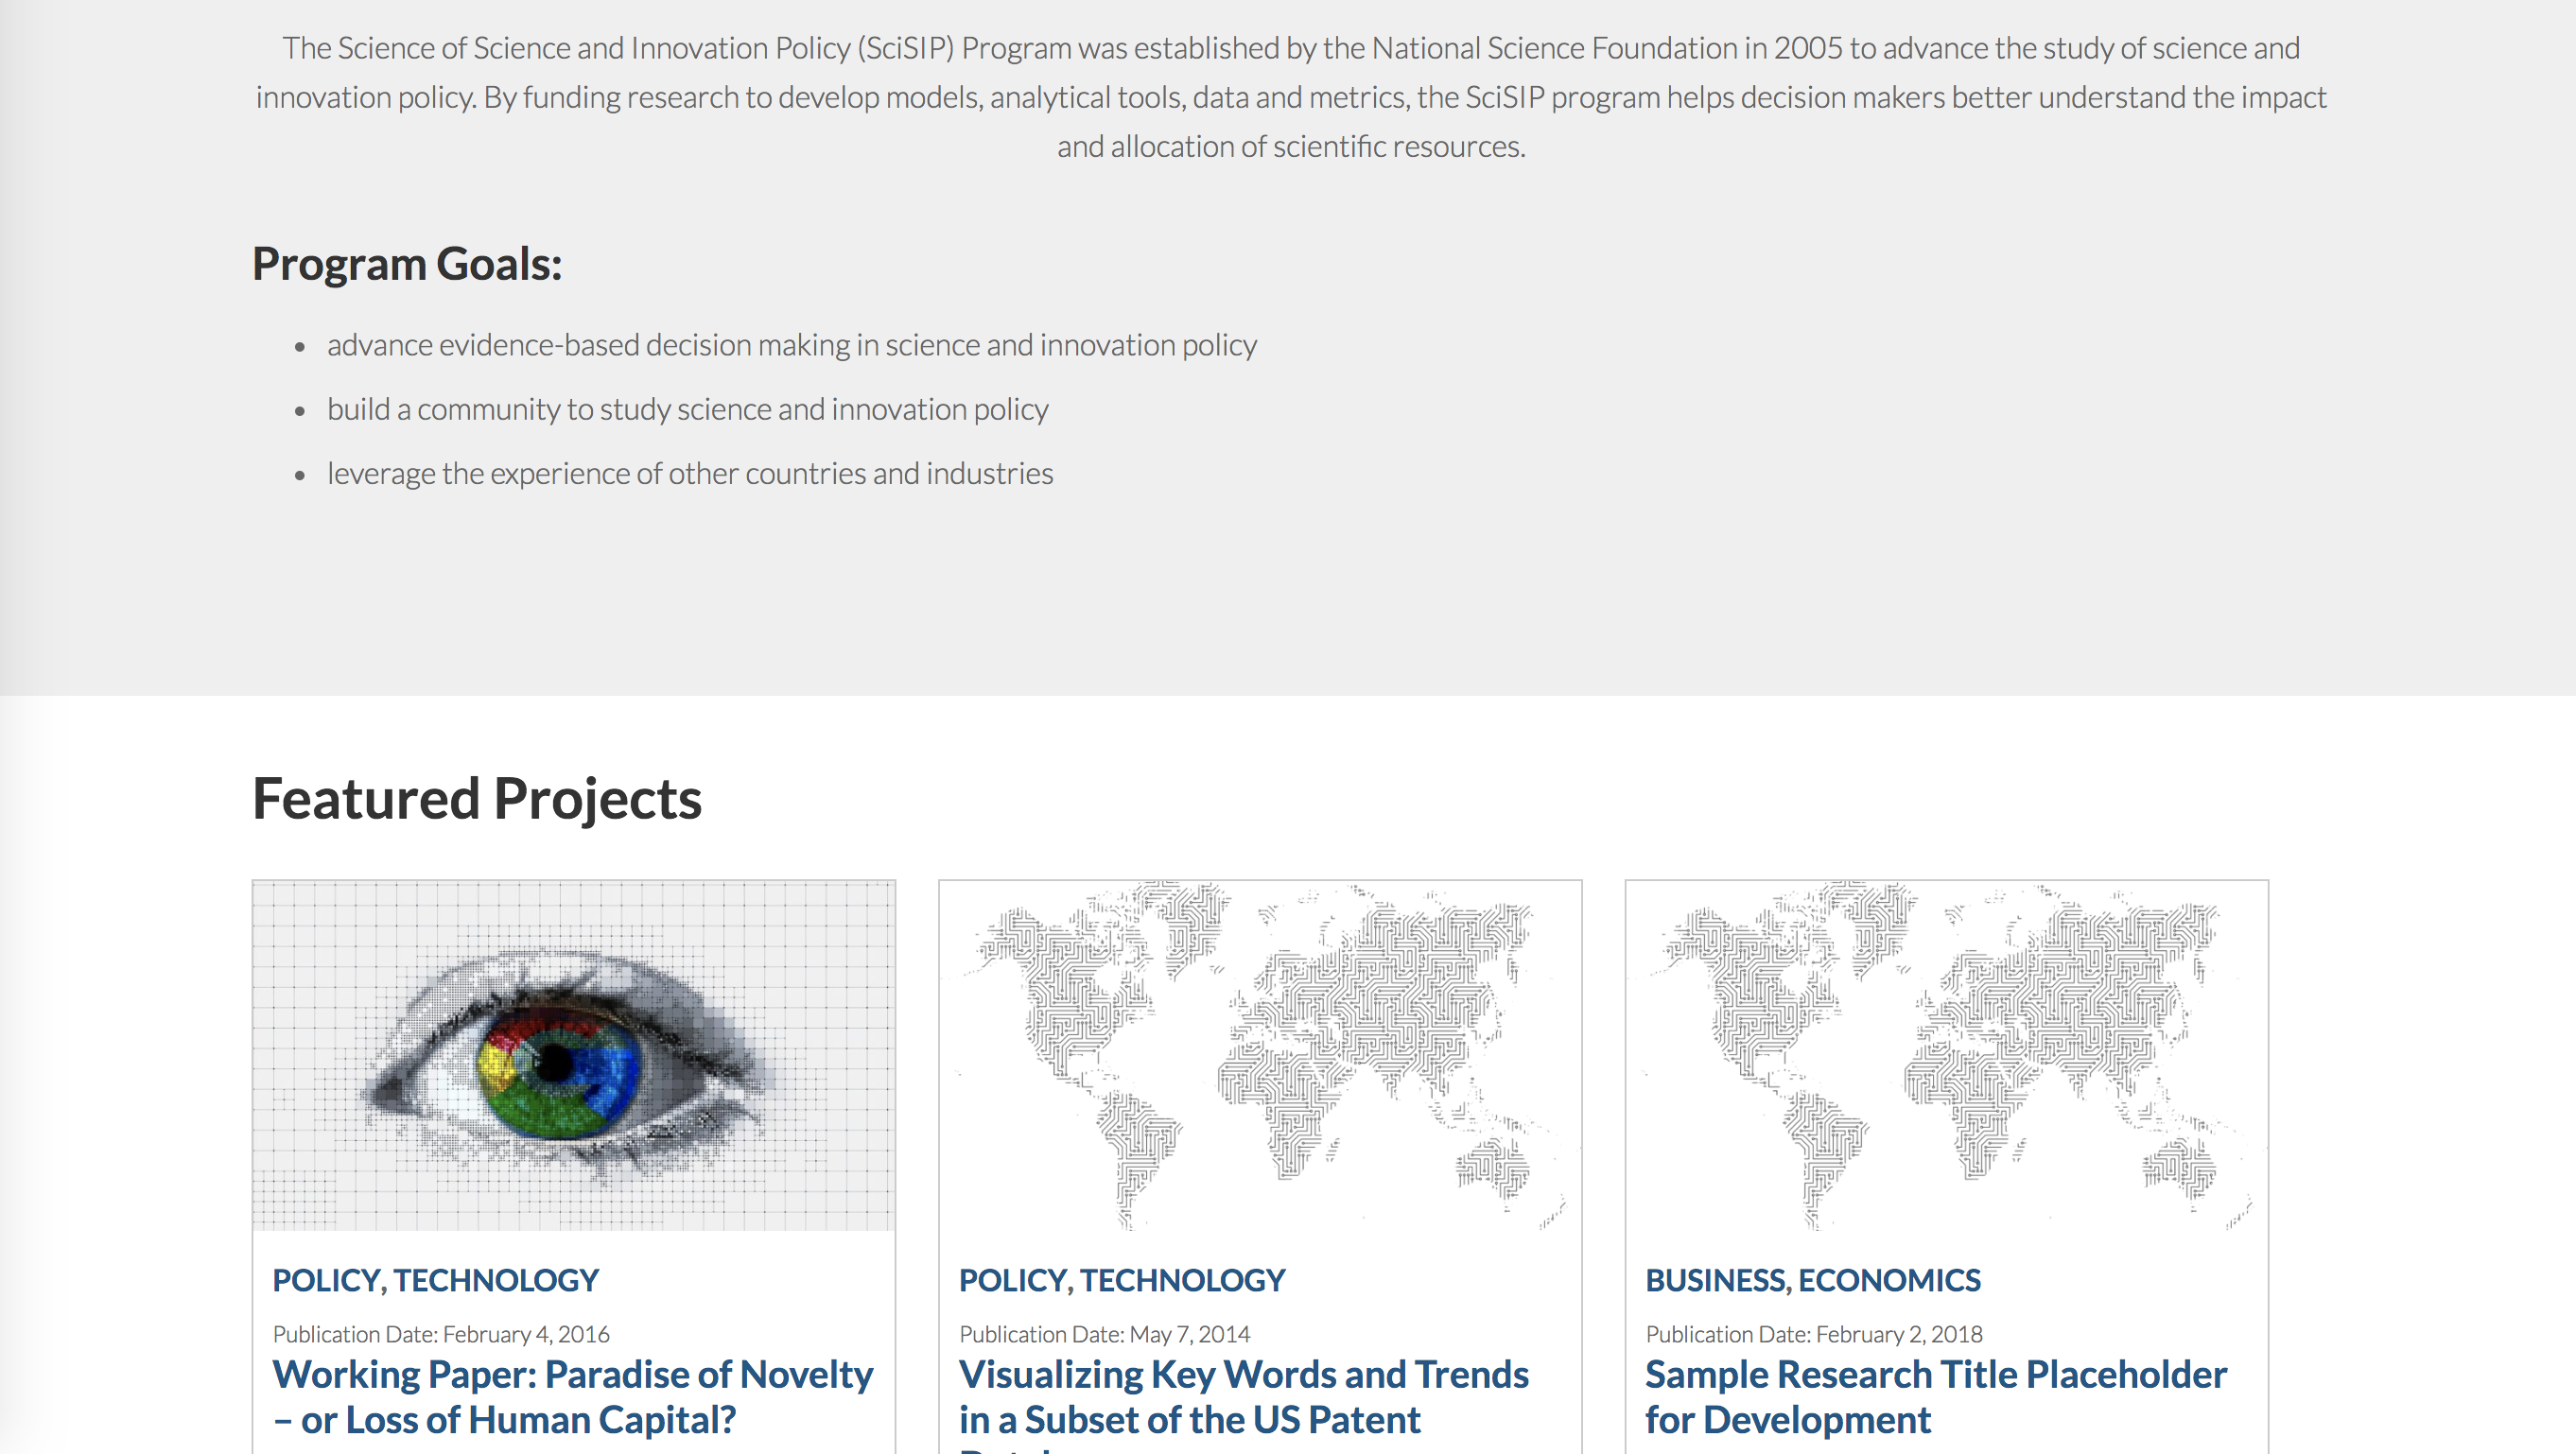 The Science of Science and Innovation Policy (SciSIP) Program was established by the National Science Foundation in 2005 to advance the study of science and
innovation policy. By funding research to develop models, analytical tools, data and metrics, the SciSIP program helps decision makers better understand the impact
and allocation of scientific resources.
Program Goals:
• advance evidence-based decision making in science and innovation policy
• build a community to study science and innovation policy
• leverage the experience of other countries and industries
Featured Projects
POLICY, TECHNOLOGY
Publication Date: February 4, 2016
Working Paper: Paradise of Novelty
– or Loss of Human Capital?
POLICY, TECHNOLOGY
Publication Date: May 7, 2014
Visualizing Key Words and Trends
in a Subset of the US Patent
BUSINESS, ECONOMICS
Publication Date: February 2, 2018
Sample Research Title Placeholder
for Development